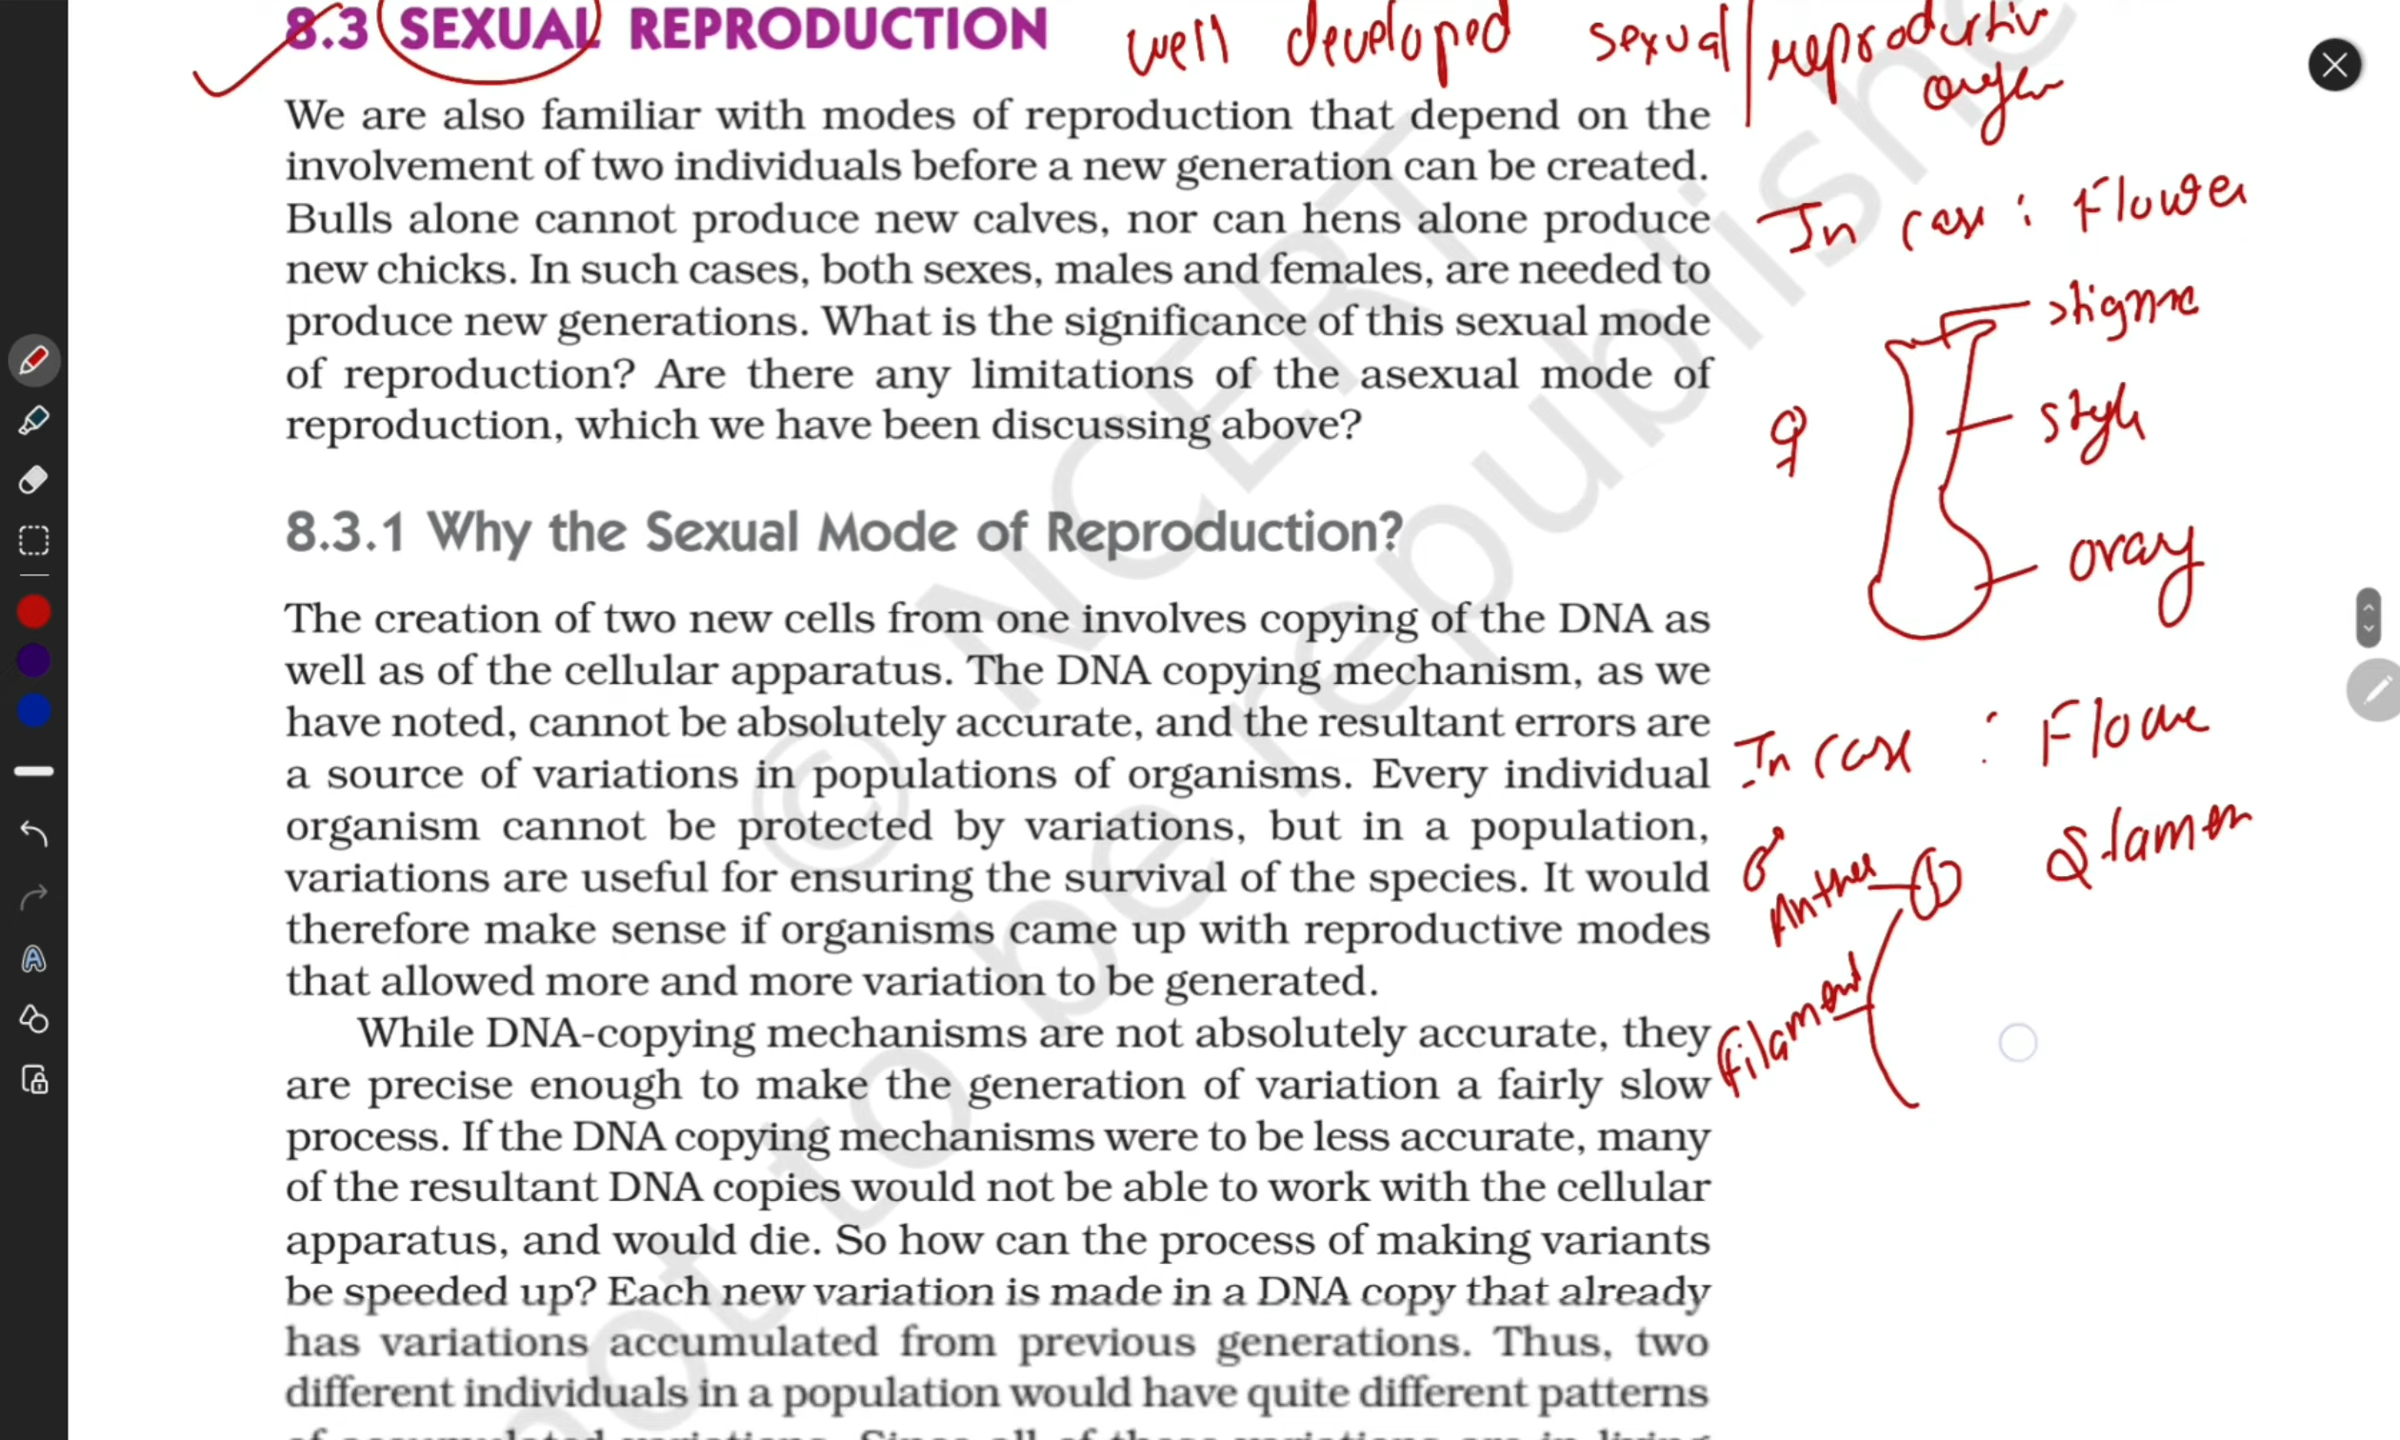 8.3 SEXUAL REPRODUCTION
well developed sexual/reproductiv
We are also familiar with modes of reproduction that depend on the
involvement of two individuals before a new generation can be created.
Bulls alone cannot produce new calves, nor can hens alone produce
new chicks. In such cases, both sexes, males and females, are needed to
produce new generations. What is the significance of this sexual mode
of reproduction? Are there any limitations of the asexual mode of
reproduction, which we have been discussing above?
8.3.1 Why the Sexual Mode of Reproduction?
The creation of two new cells from one involves copying of the DNA as
well as of the cellular apparatus. The DNA copying mechanism, as we
have noted, cannot be absolutely accurate, and the resultant errors are
a source of variations in populations of organisms. Every individual
organism cannot be protected by variations, but in a population,
variations are useful for ensuring the survival of the species. It would
therefore make sense if organisms came up with reproductive modes
that allowed more and more variation to be generated.
While DNA-copying mechanisms are not absolutely accurate, they
are precise enough to make the generation of variation a fairly slow
process. If the DNA copying mechanisms were to be less accurate, many
of the resultant DNA copies would not be able to work with the cellular
apparatus, and would die. So how can the process of making variants
be speeded up? Each new variation is made in a DNA copy that already
has variations accumulated from previous generations. Thus, two
different individuals in a population would have quite different patterns
In case : Flower
stigma
♀
style
ovary
In case : Flower
♂
Stamen
Anther
filament
© NCERT
not to be republishe